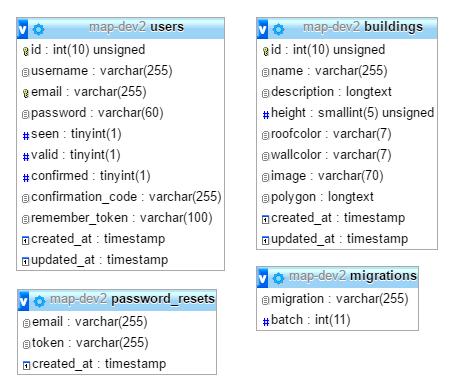 map-dev2 users
id : int(10) unsigned
username : varchar(255)
email : varchar(255)
password : varchar(60)
seen : tinyint(1)
valid : tinyint(1)
confirmed : tinyint(1)
confirmation_code : varchar(255)
remember_token : varchar(100)
created_at : timestamp
updated_at : timestamp
map-dev2 password_resets
email : varchar(255)
token : varchar(255)
created_at : timestamp
map-dev2 buildings
id : int(10) unsigned
name : varchar(255)
description : longtext
height : smallint(5) unsigned
roofcolor : varchar(7)
wallcolor : varchar(7)
image : varchar(70)
polygon : longtext
created_at : timestamp
updated_at : timestamp
map-dev2 migrations
migration : varchar(255)
batch : int(11)